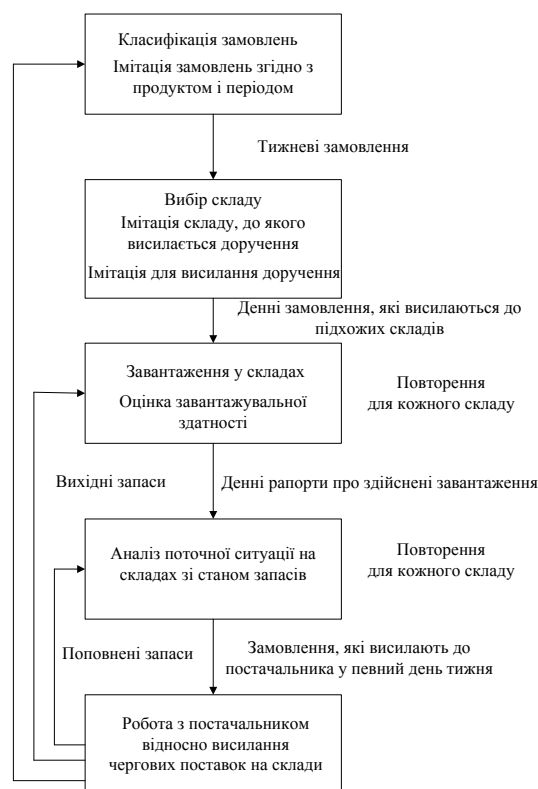 Класифікація замовлень
Імітація замовлень згідно з
продуктом і періодом
Тижневі замовлення
Вибір складу
Імітація складу, до якого
висилається доручення
Імітація для висилання доручення
Денні замовлення, які висилаються до
підхожих складів
Завантаження у складах
Оцінка завантажувальної
здатності
Повторення
для кожного складу
Вихідні запаси
Денні рапорти про здійснені завантаження
Аналіз поточної ситуації на
складах зі станом запасів
Повторення
для кожного складу
Поповнені запаси
Замовлення, які висилають до
постачальника у певний день тижня
Робота з постачальником
відносно висилання
чергових поставок на склади